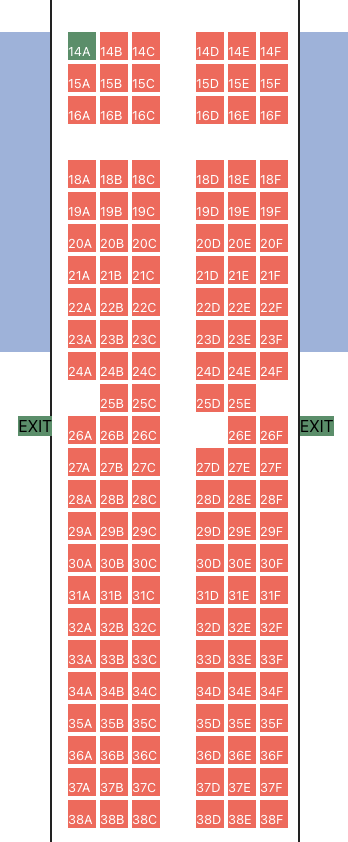 14A 14B 14C 14D 14E 14F
15A 15B 15C 15D 15E 15F
16A 16B 16C 16D 16E 16F
18A 18B 18C 18D 18E 18F
19A 19B 19C 19D 19E 19F
20A 20B 20C 20D 20E 20F
21A 21B 21C 21D 21E 21F
22A 22B 22C 22D 22E 22F
23A 23B 23C 23D 23E 23F
24A 24B 24C 24D 24E 24F
25B 25C 25D 25E
EXIT 26A 26B 26C 26E 26F EXIT
27A 27B 27C 27D 27E 27F
28A 28B 28C 28D 28E 28F
29A 29B 29C 29D 29E 29F
30A 30B 30C 30D 30E 30F
31A 31B 31C 31D 31E 31F
32A 32B 32C 32D 32E 32F
33A 33B 33C 33D 33E 33F
34A 34B 34C 34D 34E 34F
35A 35B 35C 35D 35E 35F
36A 36B 36C 36D 36E 36F
37A 37B 37C 37D 37E 37F
38A 38B 38C 38D 38E 38F